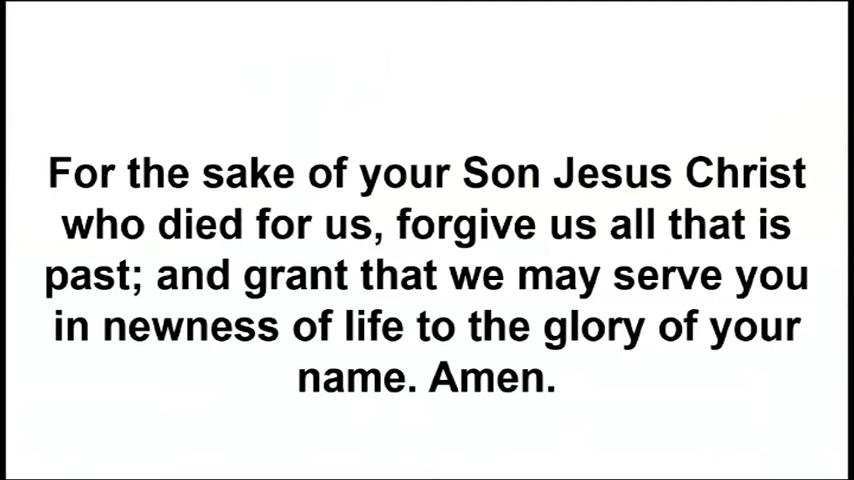 For the sake of your Son Jesus Christ
who died for us, forgive us all that is
past; and grant that we may serve you
in newness of life to the glory of your
name. Amen.